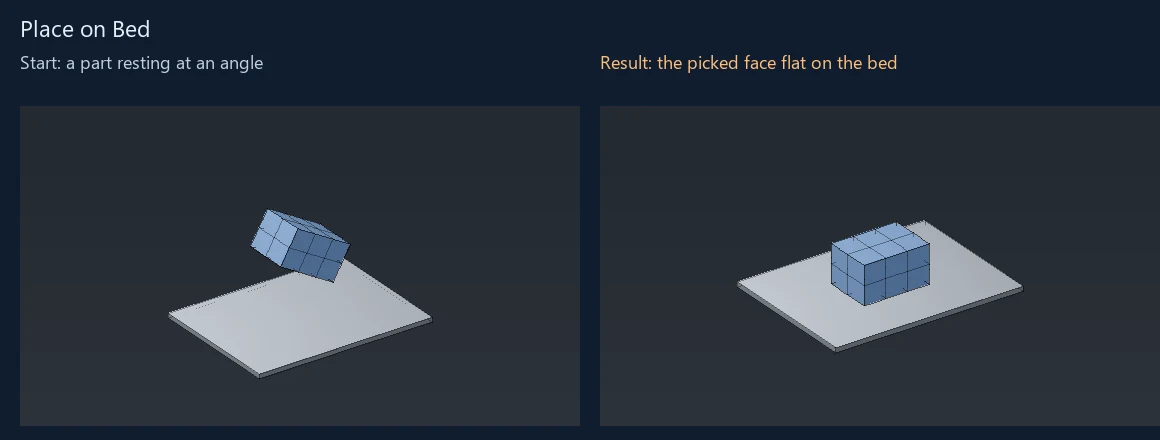 Place on Bed
Start: a part resting at an angle
Result: the picked face flat on the bed